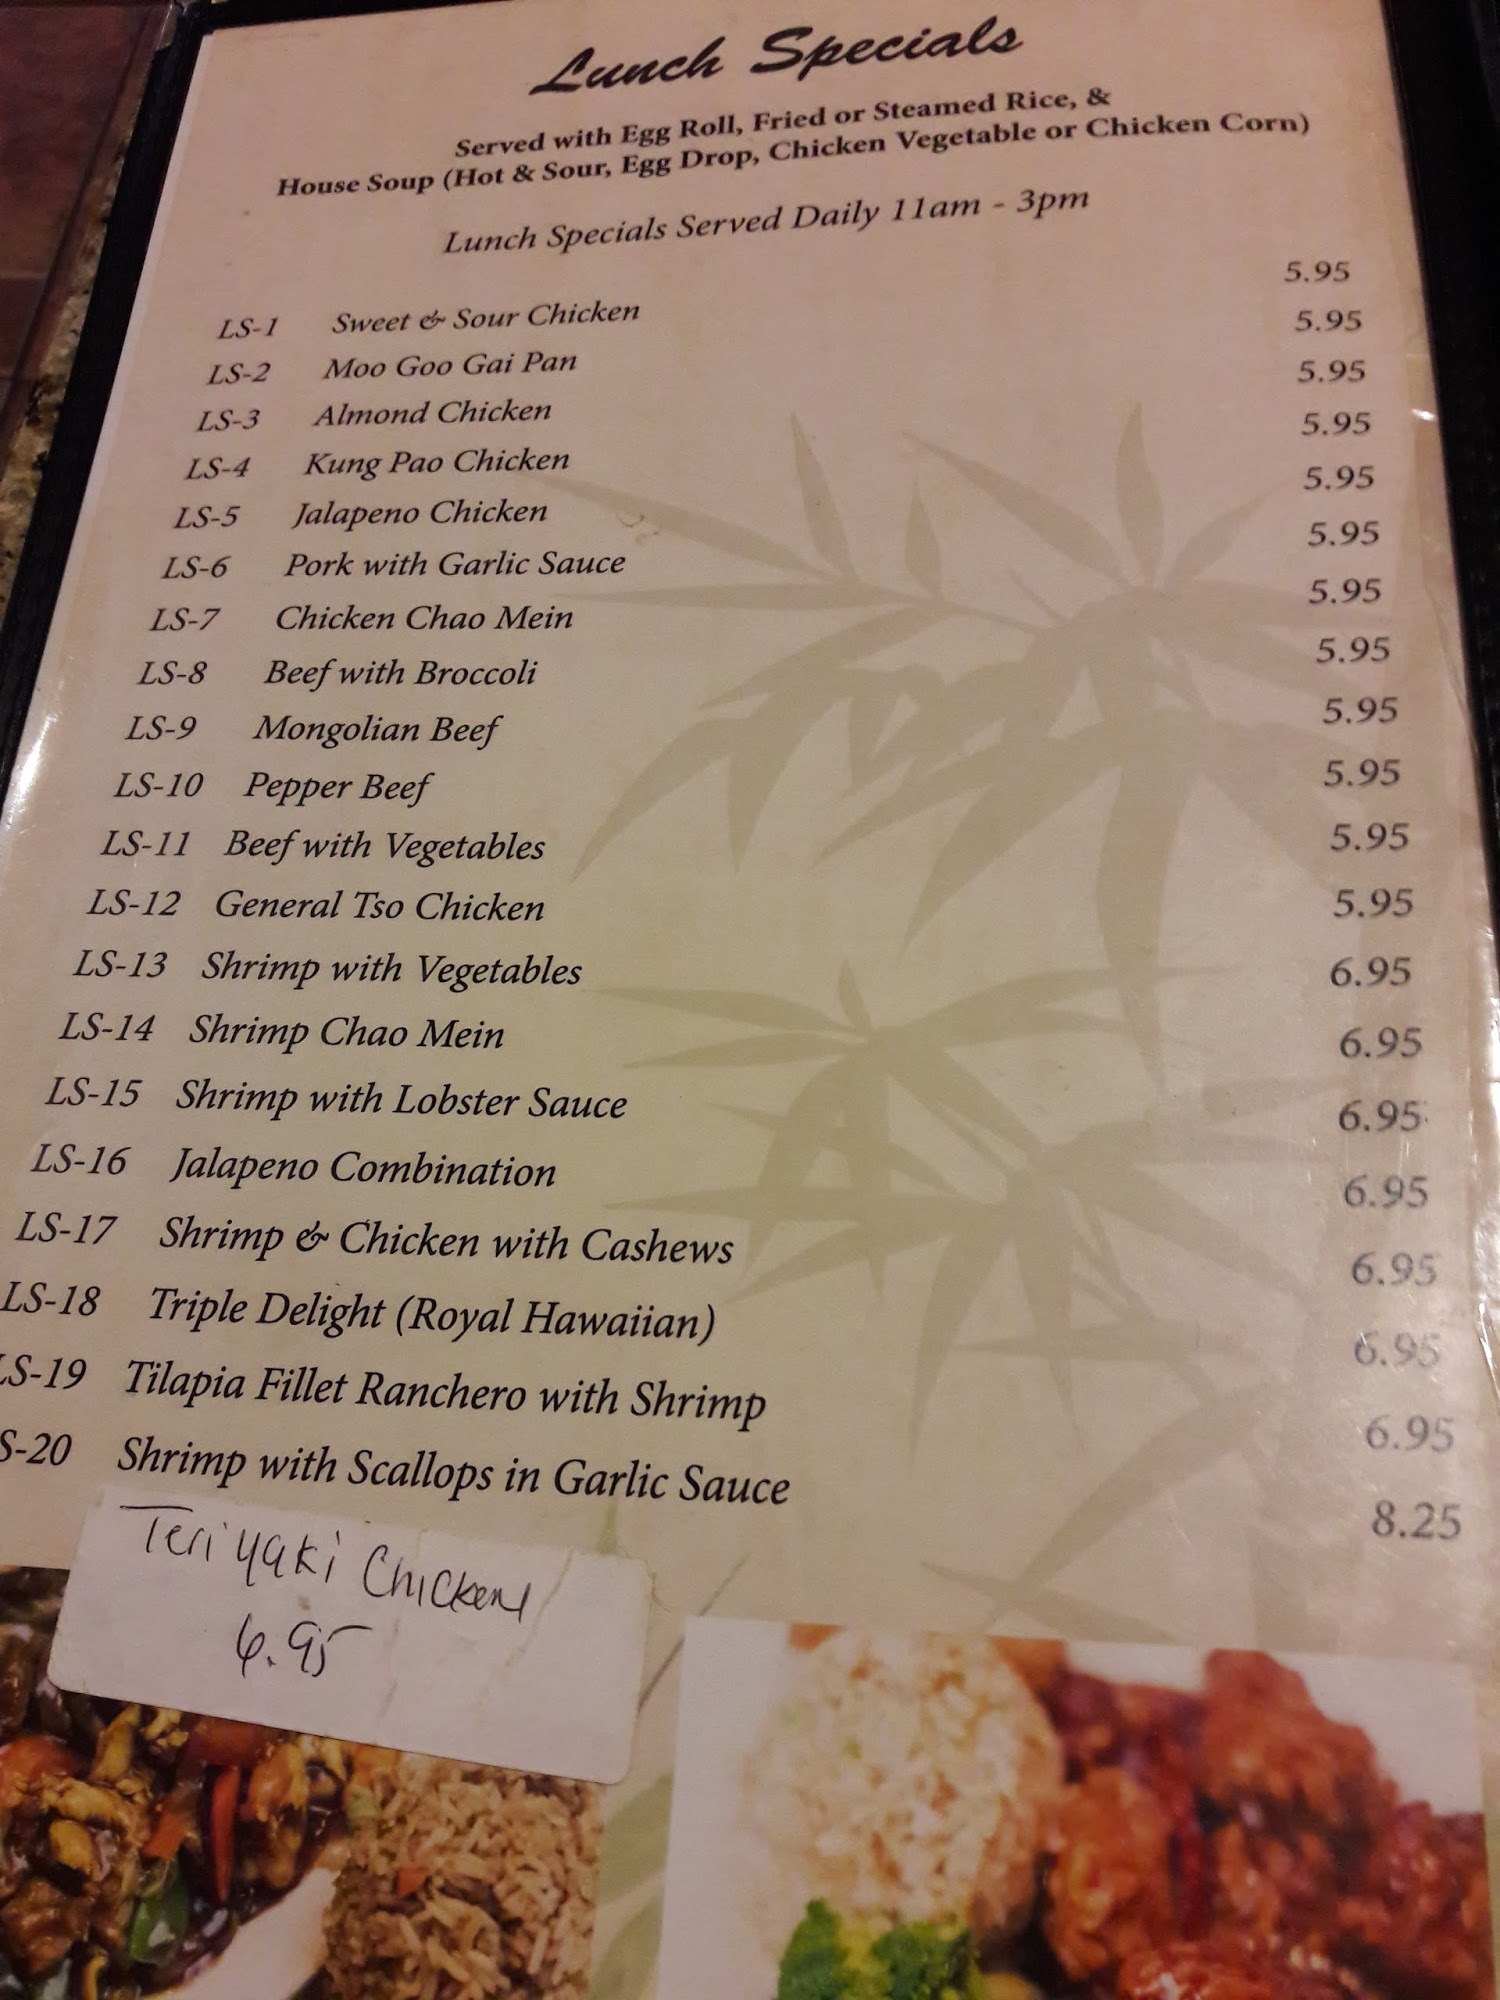 Lunch Specials
Served with Egg Roll, Fried or Steamed Rice, &
House Soup (Hot & Sour, Egg Drop, Chicken Vegetable or Chicken Corn)
Lunch Specials Served Daily 11am - 3pm
LS-1 Sweet & Sour Chicken 5.95
LS-2 Moo Goo Gai Pan 5.95
LS-3 Almond Chicken 5.95
LS-4 Kung Pao Chicken 5.95
LS-5 Jalapeno Chicken 5.95
LS-6 Pork with Garlic Sauce 5.95
LS-7 Chicken Chao Mein 5.95
LS-8 Beef with Broccoli 5.95
LS-9 Mongolian Beef 5.95
LS-10 Pepper Beef 5.95
LS-11 Beef with Vegetables 5.95
LS-12 General Tso Chicken 5.95
LS-13 Shrimp with Vegetables 6.95
LS-14 Shrimp Chao Mein 6.95
LS-15 Shrimp with Lobster Sauce 6.95
LS-16 Jalapeno Combination 6.95
LS-17 Shrimp & Chicken with Cashews 6.95
LS-18 Triple Delight (Royal Hawaiian) 6.95
LS-19 Tilapia Fillet Ranchero with Shrimp 6.95
S-20 Shrimp with Scallops in Garlic Sauce 8.25
Teriyaki Chicken
6.95